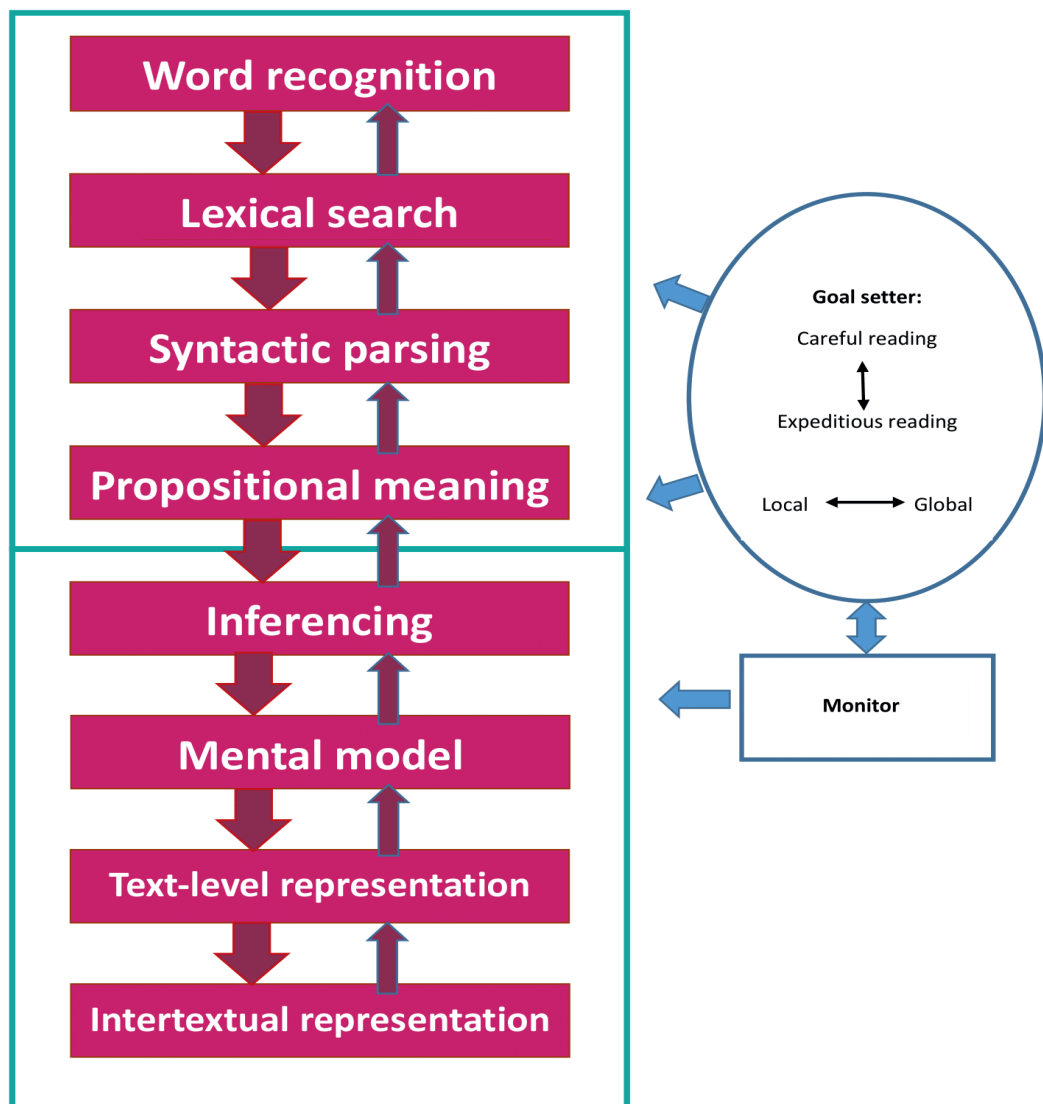 Word recognition
Lexical search
Syntactic parsing
Propositional meaning
Inferencing
Mental model
Text-level representation
Intertextual representation
Goal setter:
Careful reading
Expeditious reading
Local Global
Monitor